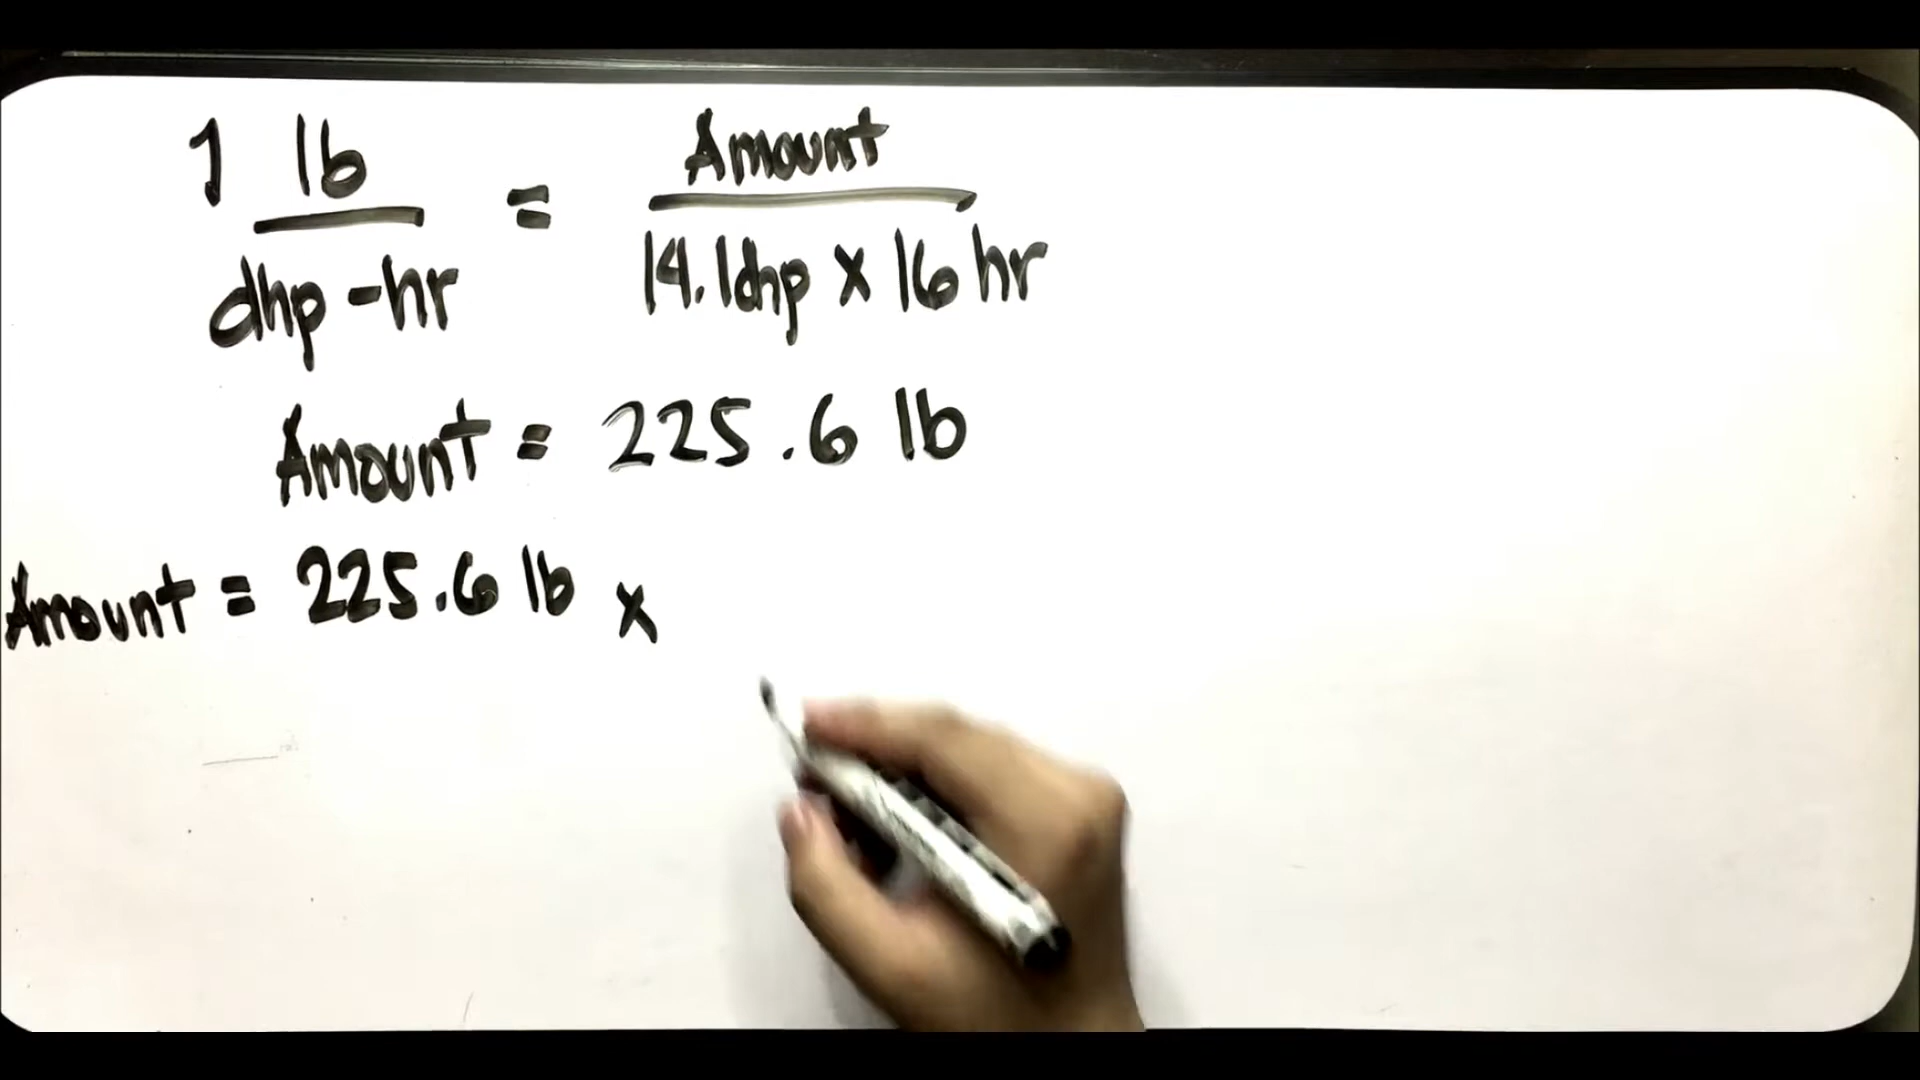 1 lb = Amount
dhp-hr 14.1dhp x 16 hr
Amount = 225.6 lb
Amount = 225.6 lb x